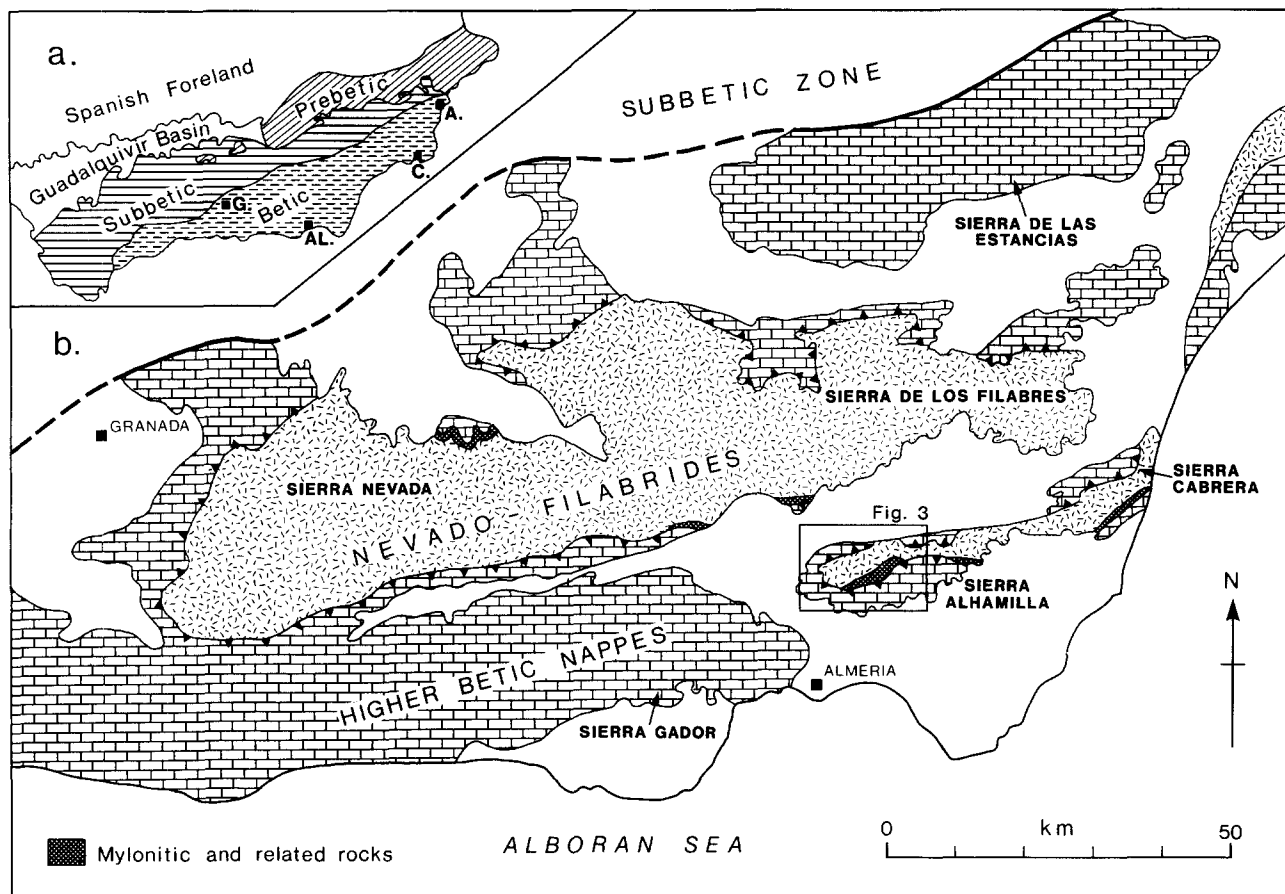 a.
Spanish Foreland
Guadalquivir Basin
Prebetic
Subbetic
Betic
A.
C.
G.
AL.
SUBBETIC ZONE
SIERRA DE LAS
ESTANCIAS
b.
GRANADA
SIERRA DE LOS FILABRES
SIERRA NEVADA
NEVADO - FILABRIDES
SIERRA
CABRERA
Fig. 3
SIERRA
ALHAMILLA
N
HIGHER BETIC NAPPES
ALMERIA
SIERRA GADOR
0 km 50
Mylonitic and related rocks
ALBORAN SEA